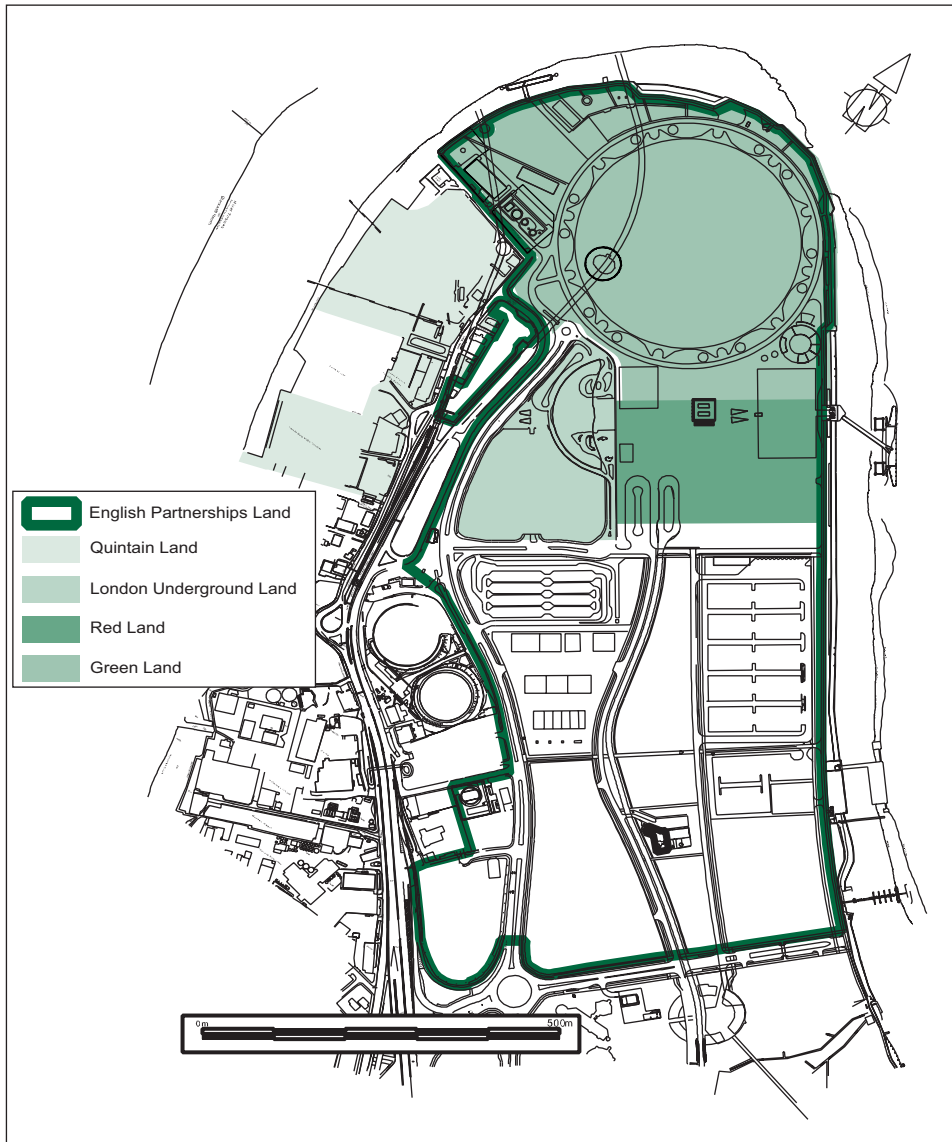 English Partnerships Land
Quintain Land
London Underground Land
Red Land
Green Land
0m 500m